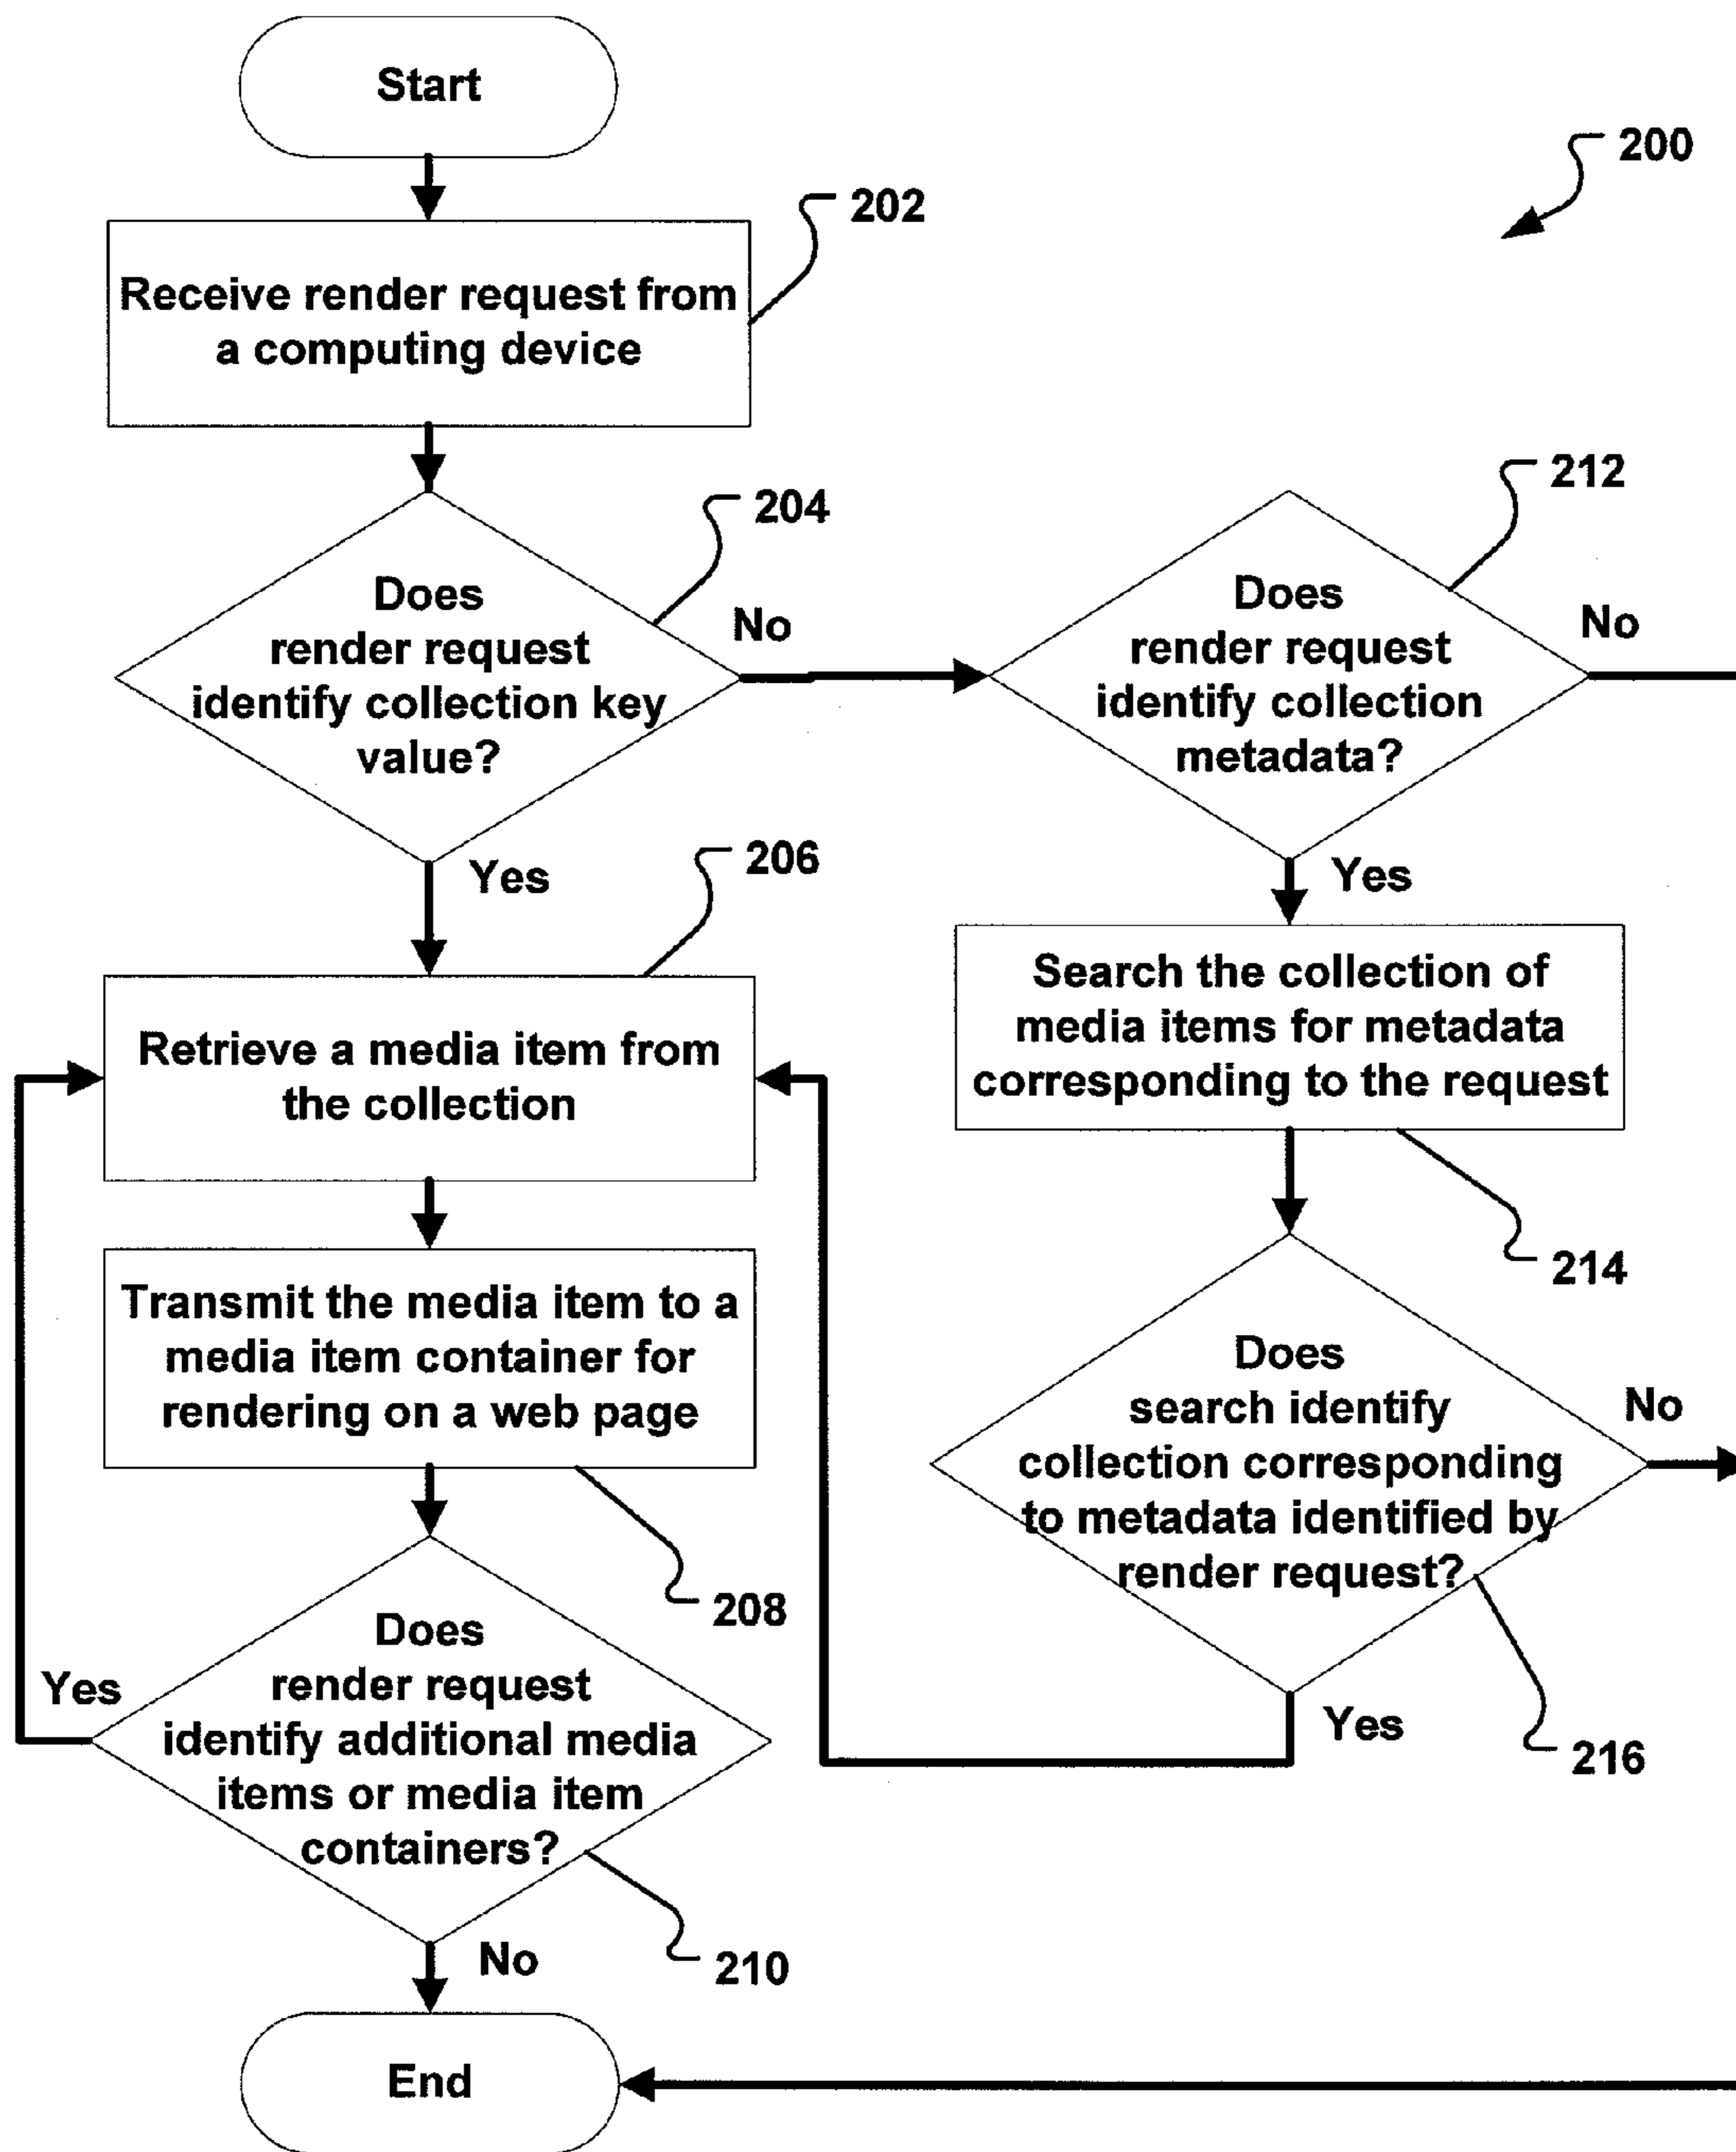 Start
200
202
Receive render request from
a computing device
204
Does
render request
identify collection key
value?
No
Yes
212
Does
render request
identify collection
metadata?
No
Yes
206
Retrieve a media item from
the collection
Search the collection of
media items for metadata
corresponding to the request
214
Transmit the media item to a
media item container for
rendering on a web page
208
Does
search identify
collection corresponding
to metadata identified by
render request?
No
Yes
216
Does
render request
identify additional media
items or media item
containers?
Yes
No
210
End